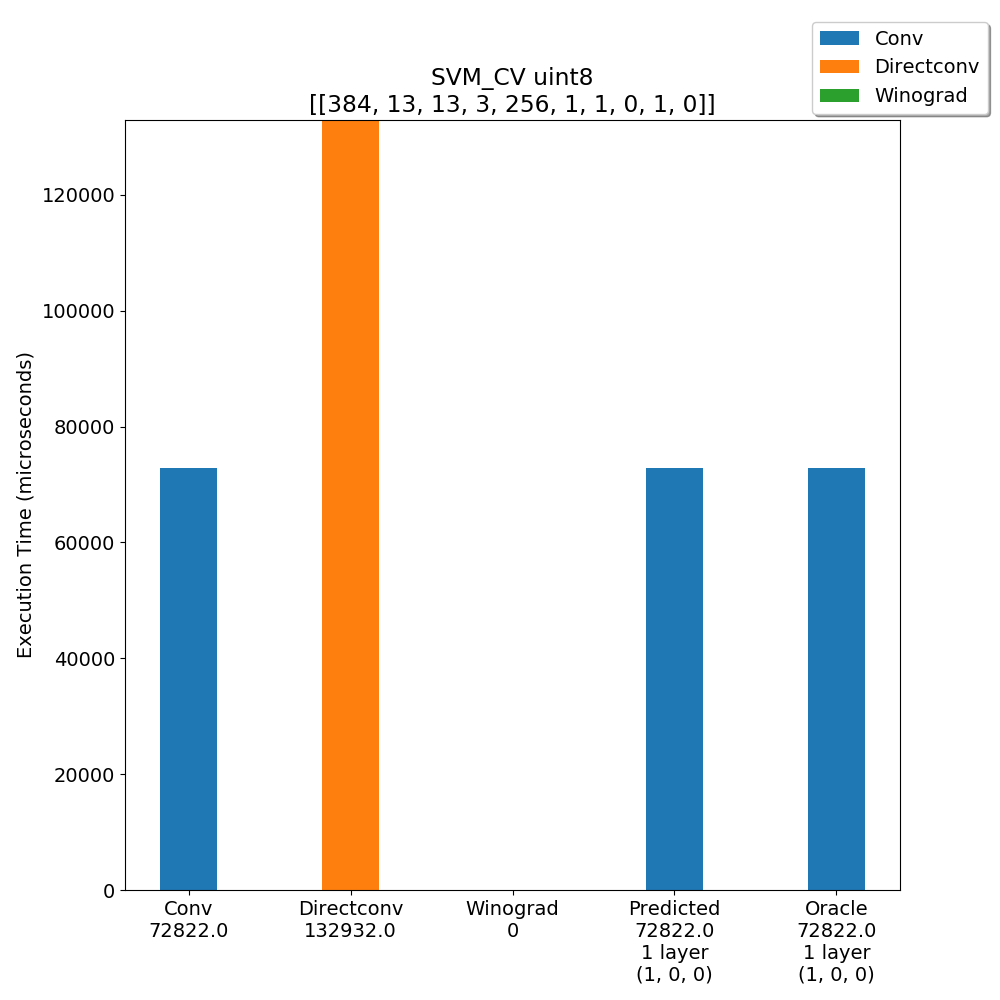 Conv
Directconv
Winograd
SVM_CV uint8
[[384, 13, 13, 3, 256, 1, 1, 0, 1, 0]]
Execution Time (microseconds)
120000
100000
80000
60000
40000
20000
0
Conv
72822.0
Directconv
132932.0
Winograd
0
Predicted
72822.0
1 layer
(1, 0, 0)
Oracle
72822.0
1 layer
(1, 0, 0)